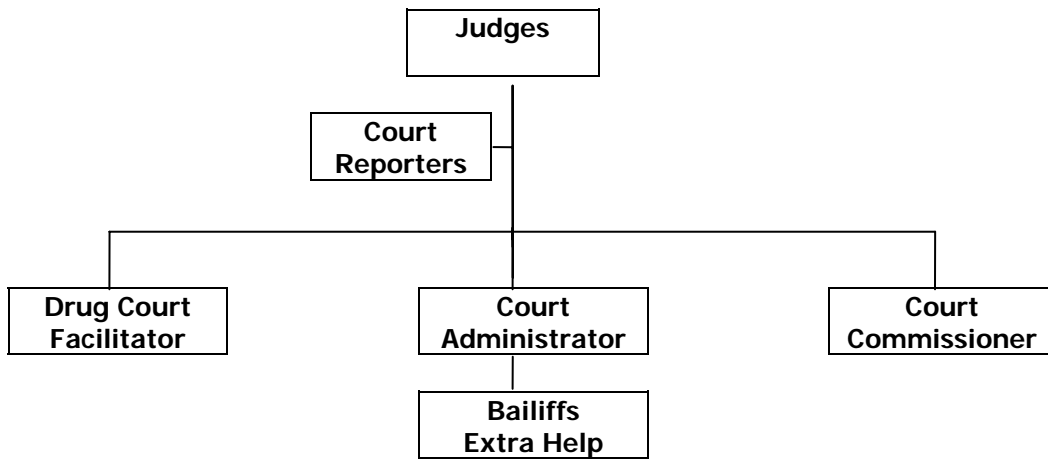 Judges
Court
Reporters
Drug Court
Facilitator
Court
Administrator
Court
Commissioner
Bailiffs
Extra Help